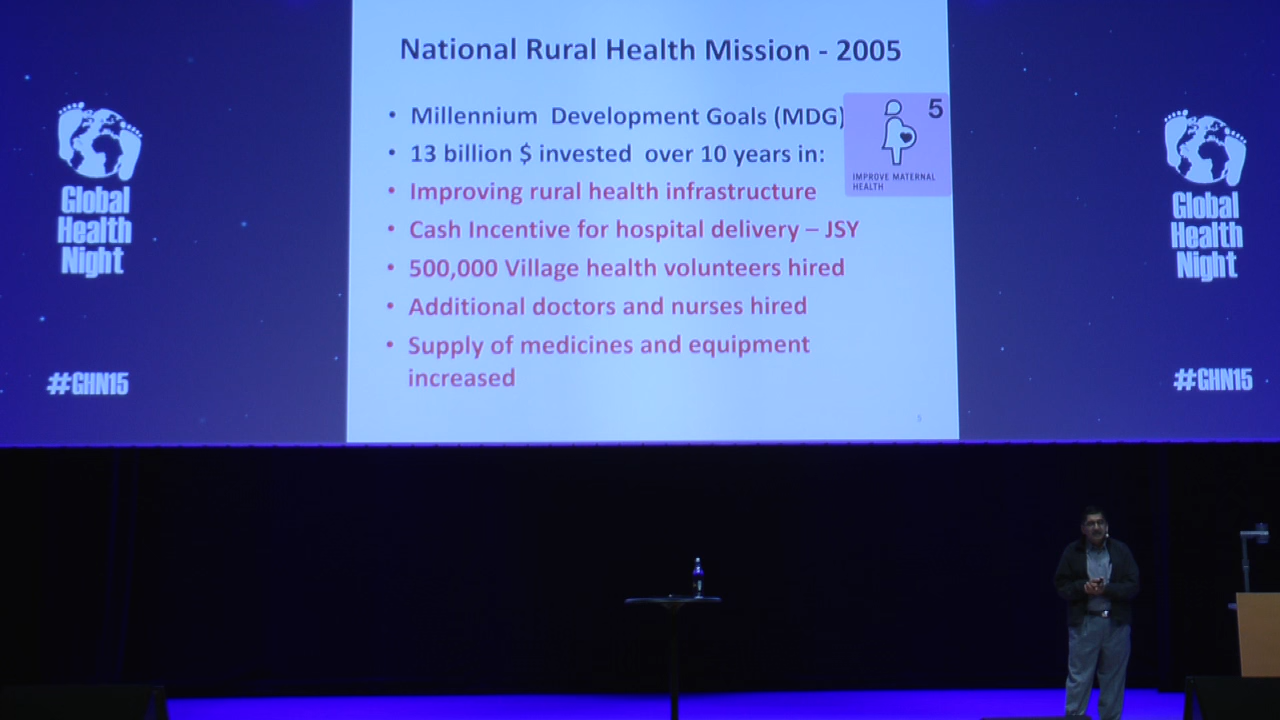 National Rural Health Mission - 2005
• Millennium Development Goals (MDG)
• 13 billion $ invested over 10 years in:
• Improving rural health infrastructure
• Cash Incentive for hospital delivery – JSY
• 500,000 Village health volunteers hired
• Additional doctors and nurses hired
• Supply of medicines and equipment
increased
5
IMPROVE MATERNAL
HEALTH
5
Global
Health
Night
#GHN15
Global
Health
Night
#GHN15